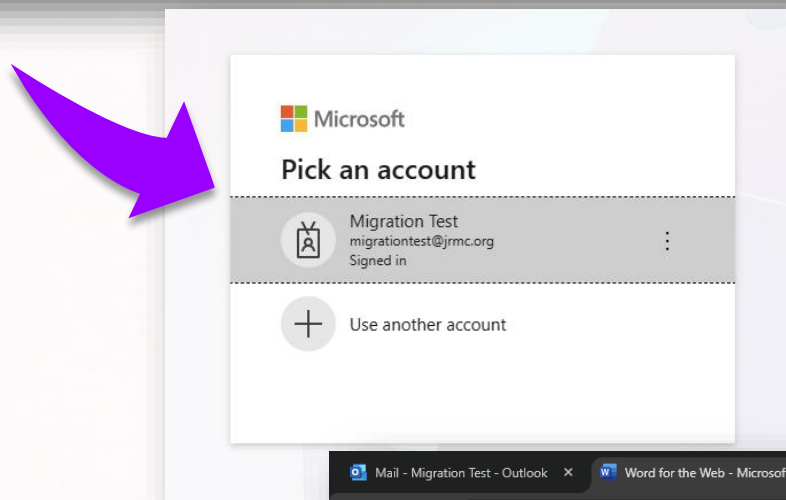 Microsoft
Pick an account
Migration Test
migrationtest@jrmc.org
Signed in
Use another account
Mail - Migration Test - Outlook
Word for the Web - Microsof